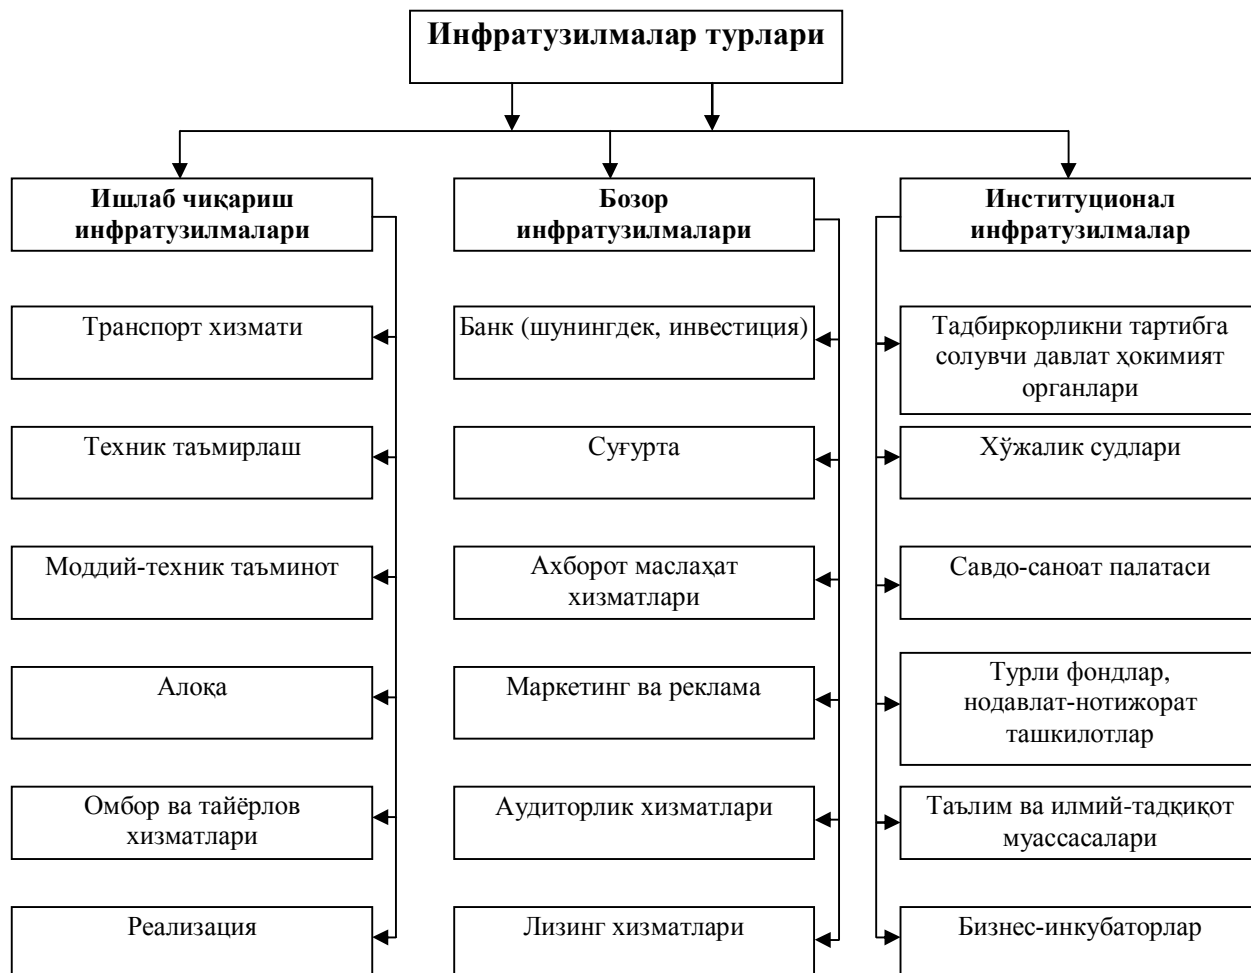 Инфратузилмалар турлари
Ишлаб чиқариш
инфратузилмалари
Бозор
инфратузилмалари
Институционал
инфратузилмалар
Транспорт хизмати
Банк (шунингдек, инвестиция)
Тадбиркорликни тартибга
солувчи давлат ҳокимият
органлари
Техник таъмирлаш
Суғурта
Хўжалик судлари
Моддий-техник таъминот
Ахборот маслаҳат
хизматлари
Савдо-саноат палатаси
Алоқа
Маркетинг ва реклама
Турли фондлар,
нодавлат-нотижорат
ташкилотлар
Омбор ва тайёрлов
хизматлари
Аудиторлик хизматлари
Таълим ва илмий-тадқиқот
муассасалари
Реализация
Лизинг хизматлари
Бизнес-инкубаторлар